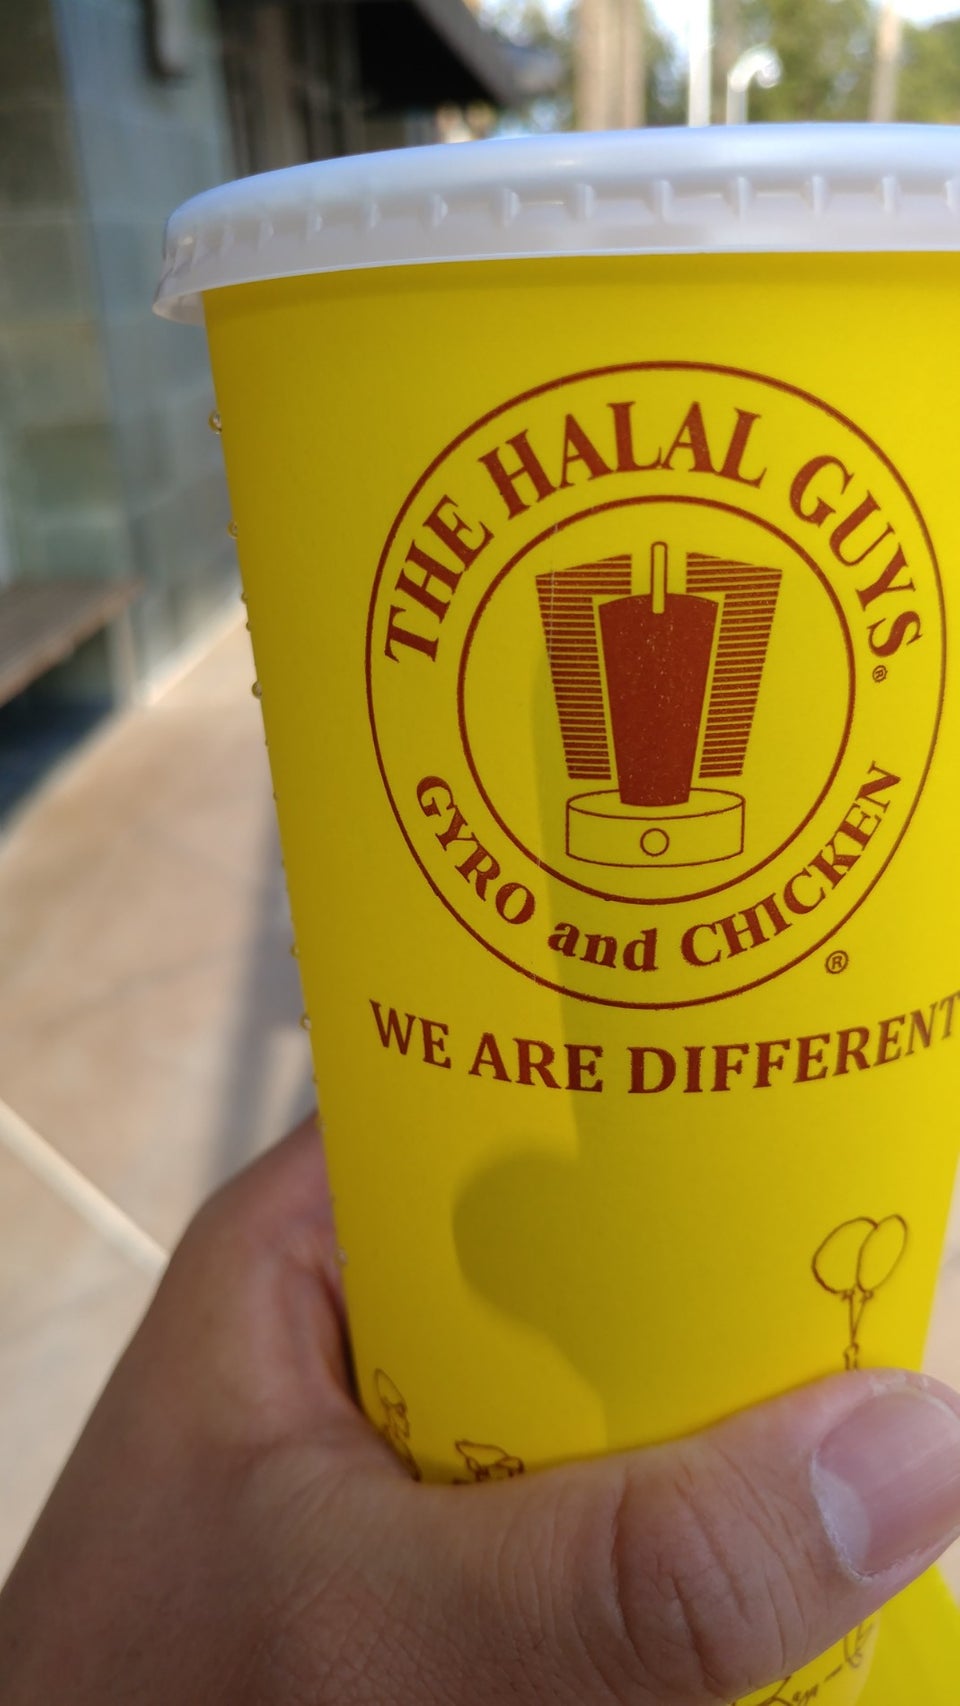 THE HALAL GUYS®
GYRO and CHICKEN
®
WE ARE DIFFERENT